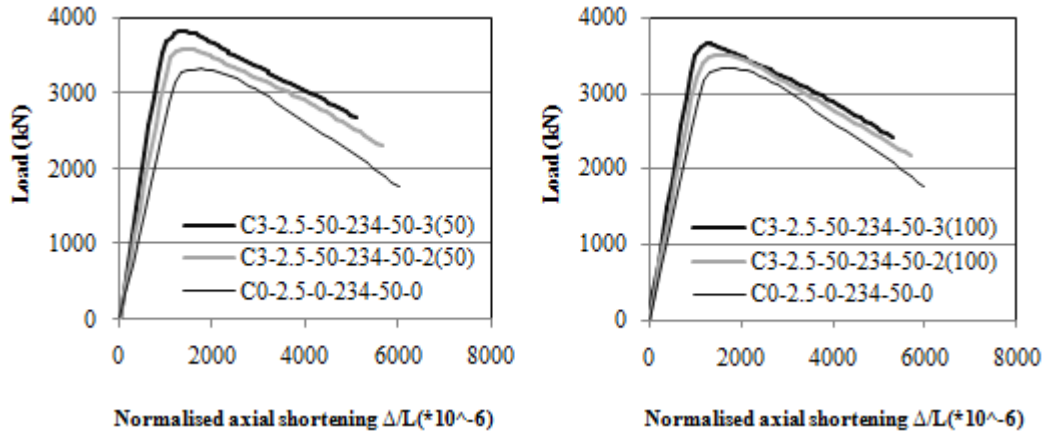 4000
3000
2000
1000
0
Load (kN)
C3-2.5-50-234-50-3(50)
C3-2.5-50-234-50-2(50)
C0-2.5-0-234-50-0
0 2000 4000 6000 8000
Normalised axial shortening Δ/L(*10^-6)
4000
3000
2000
1000
0
Load (kN)
C3-2.5-50-234-50-3(100)
C3-2.5-50-234-50-2(100)
C0-2.5-0-234-50-0
0 2000 4000 6000 8000
Normalised axial shortening Δ/L(*10^-6)